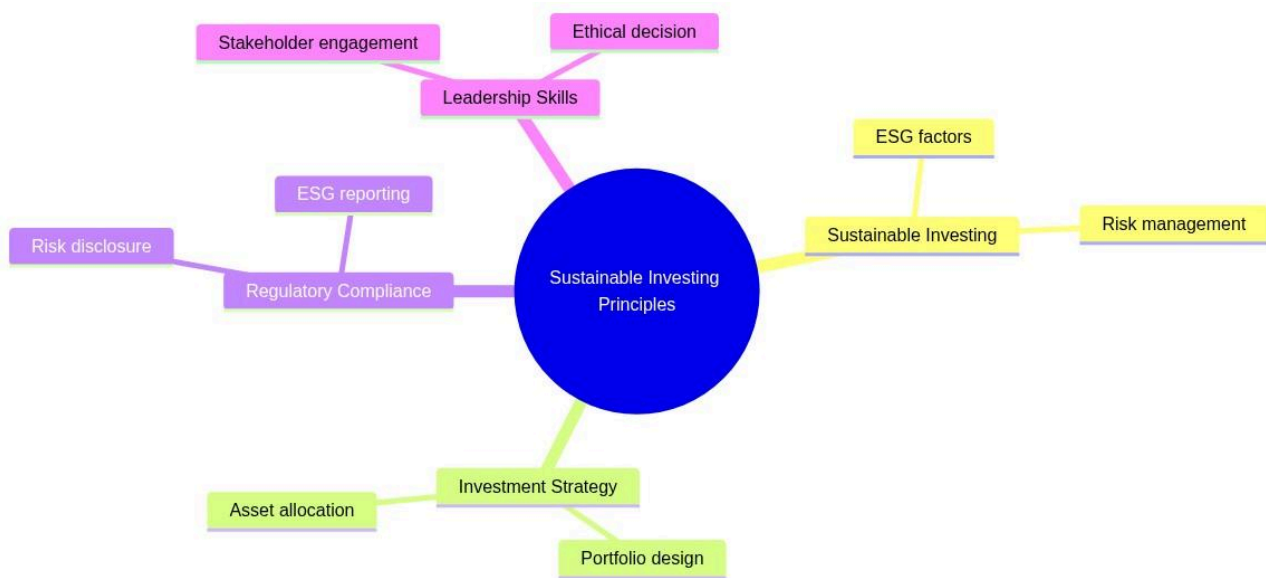 Ethical decision
Stakeholder engagement
Leadership Skills
ESG factors
ESG reporting
Risk management
Sustainable Investing
Risk disclosure
Regulatory Compliance
Sustainable Investing
Principles
Investment Strategy
Asset allocation
Portfolio design